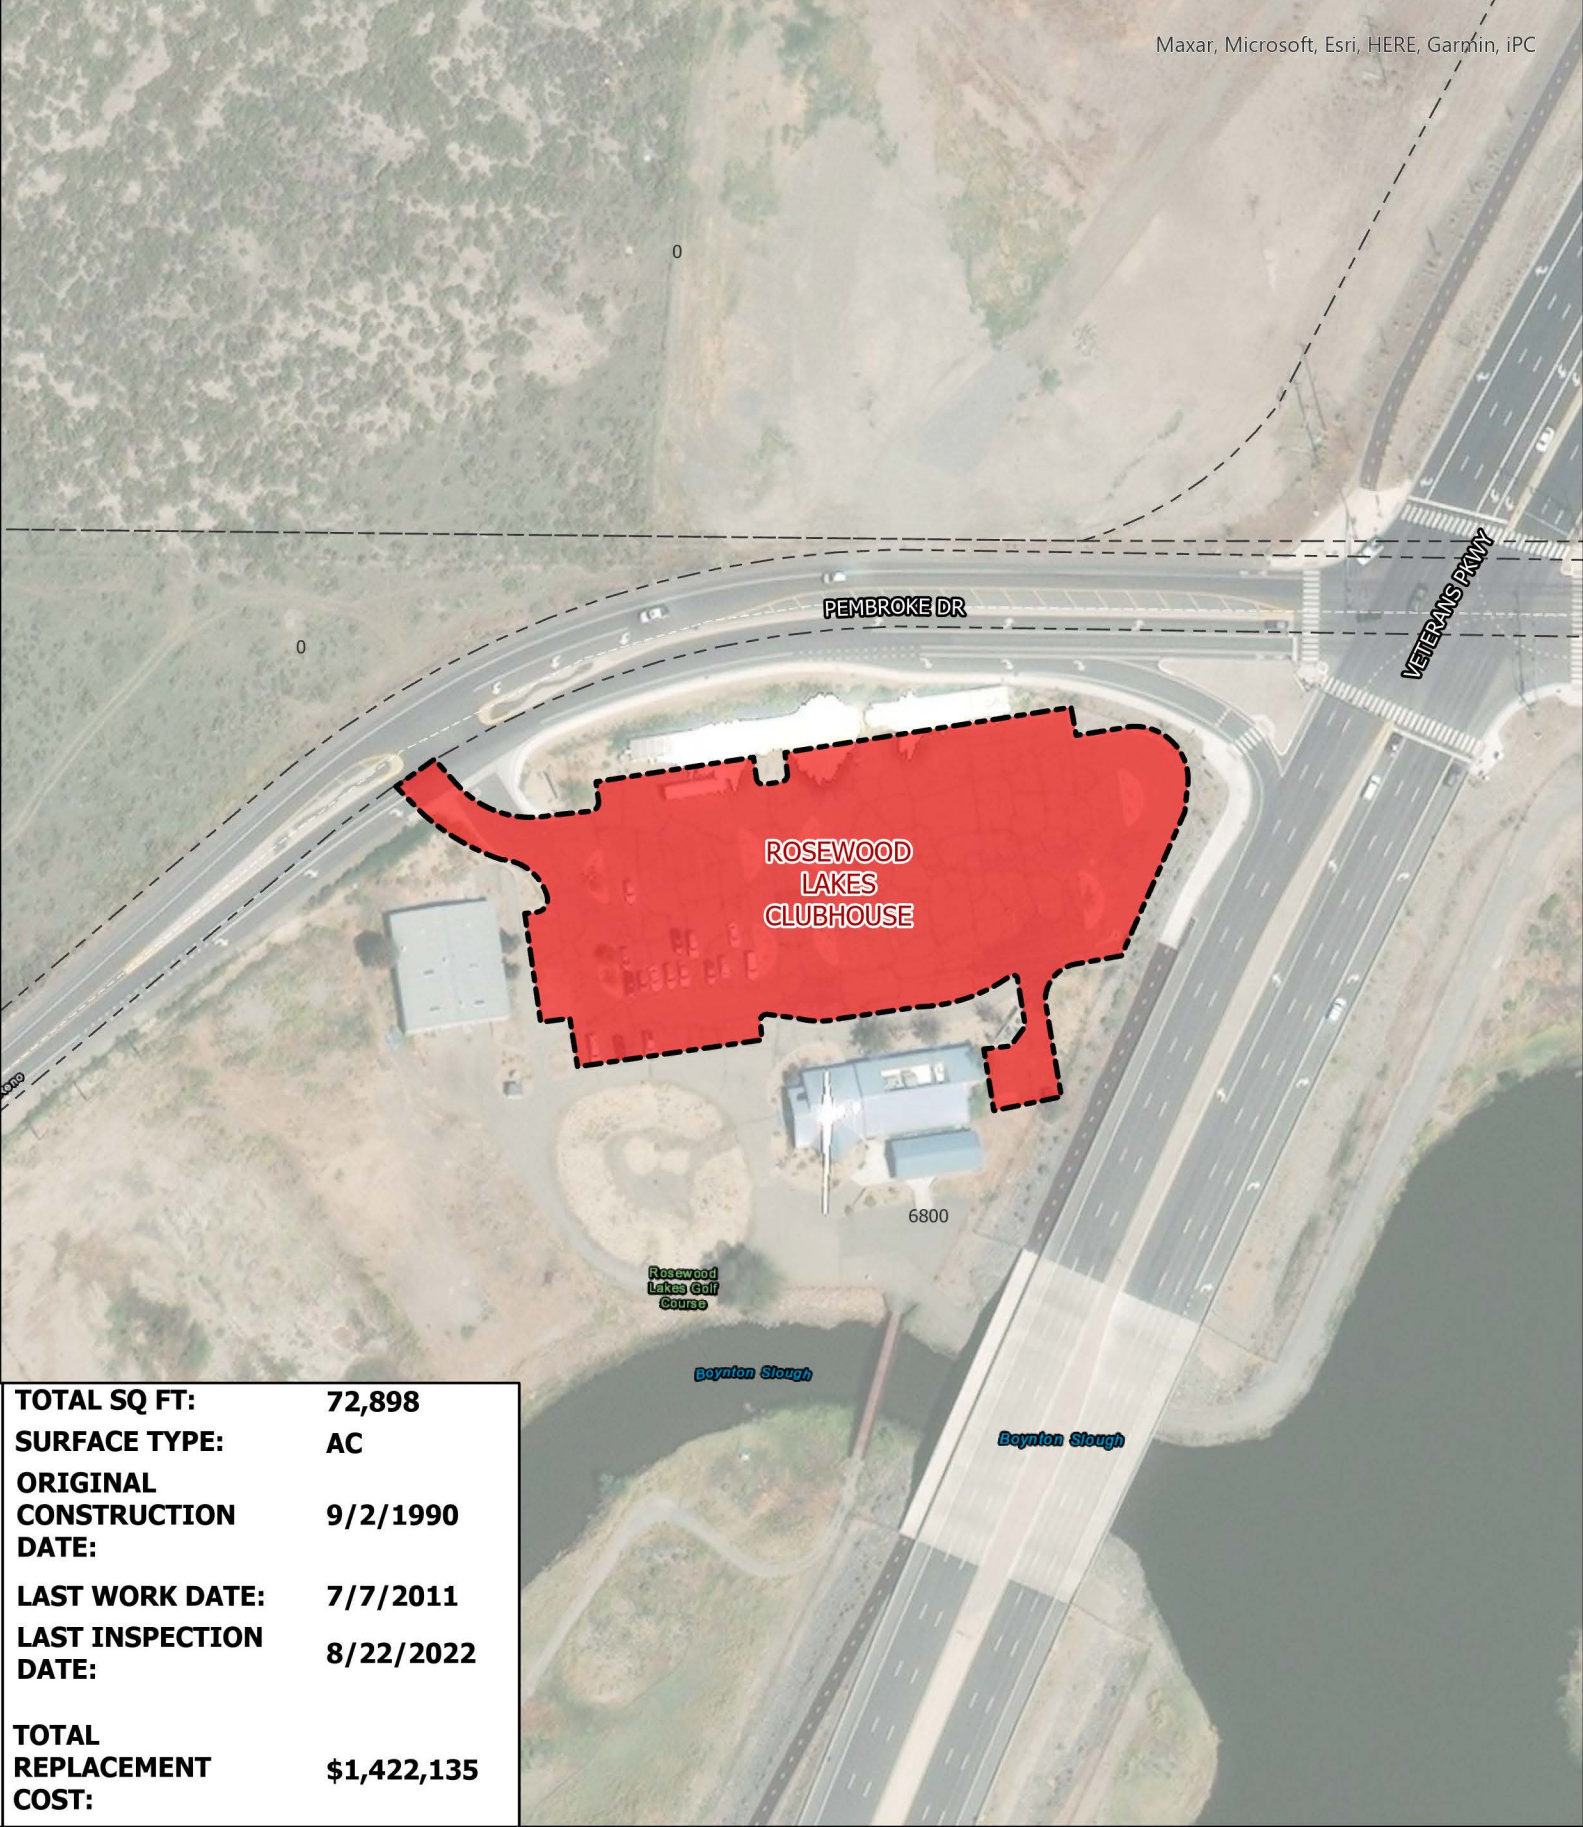 Maxar, Microsoft, Esri, HERE, Garmin, iPC
0
PEMBROKE DR
VETERANS PKWY
0
ROSEWOOD
LAKES
CLUBHOUSE
6800
Rosewood
Lakes Golf
Course
Boynton Slough
Boynton Slough
TOTAL SQ FT: 72,898
SURFACE TYPE: AC
ORIGINAL
CONSTRUCTION 9/2/1990
DATE:
LAST WORK DATE: 7/7/2011
LAST INSPECTION
DATE: 8/22/2022
TOTAL
REPLACEMENT $1,422,135
COST: